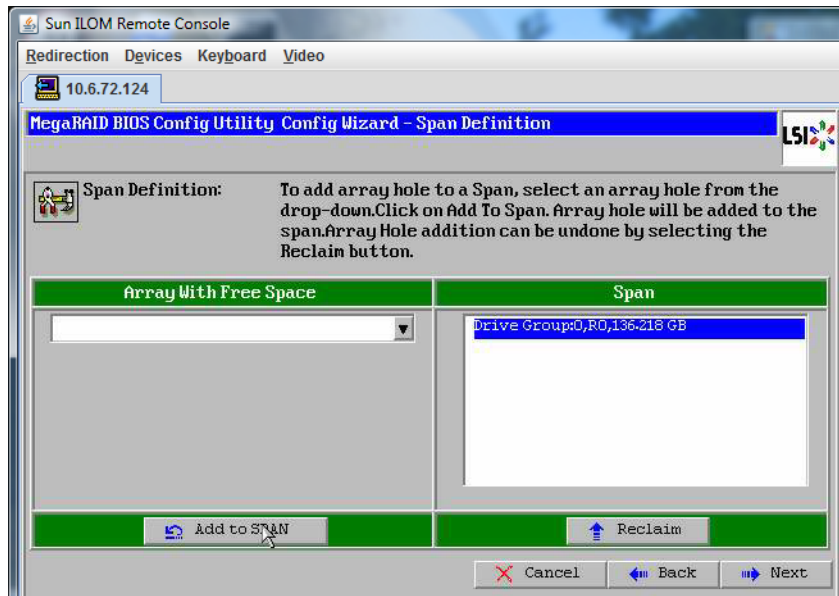 Sun ILOM Remote Console
Redirection Devices Keyboard Video
10.6.72.124
MegaRAID BIOS Config Utility Config Wizard - Span Definition
LSI
Span Definition: To add array hole to a Span, select an array hole from the
drop-down.Click on Add To Span. Array hole will be added to the
span.Array Hole addition can be undone by selecting the
Reclaim button.
Array With Free Space Span
Drive Group:0,R0,136.218 GB
Add to SPAN Reclaim
Cancel Back Next